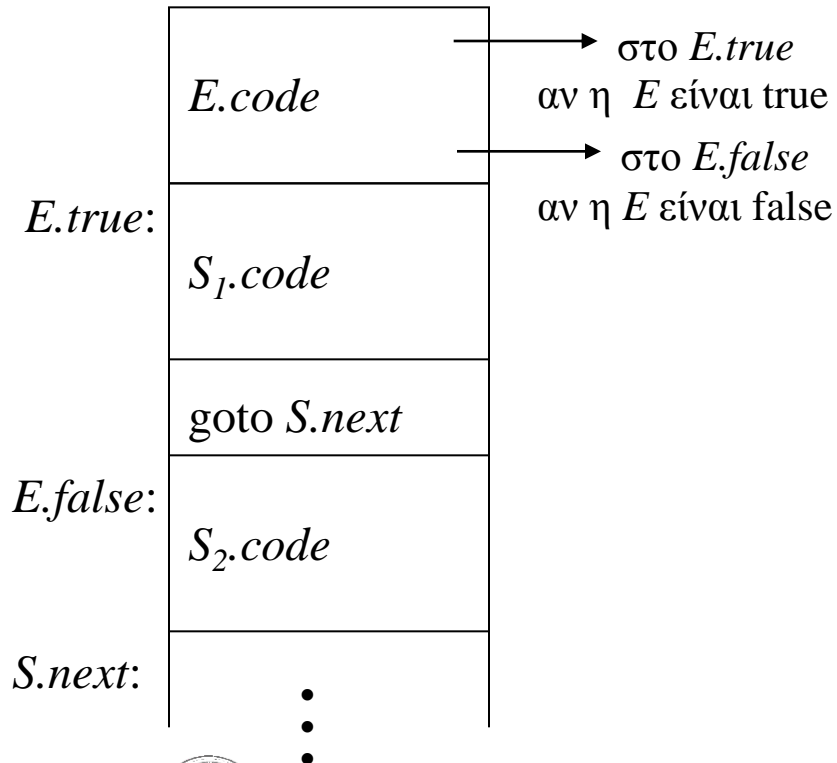 E.code
στο E.true
αν η E είναι true
στο E.false
αν η E είναι false
E.true:
S₁.code
goto S.next
E.false:
S₂.code
S.next: